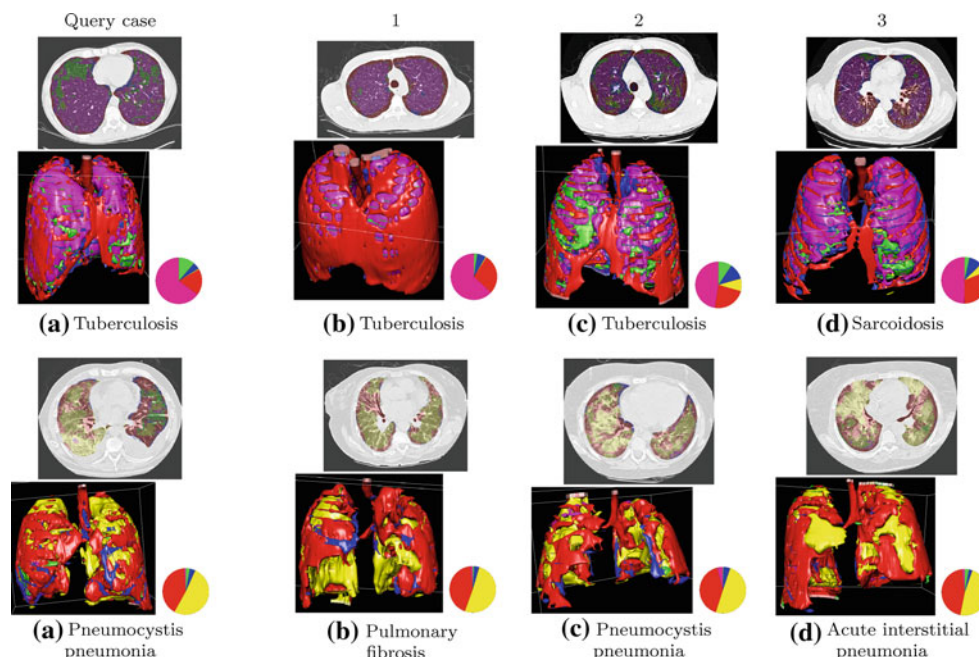 Query case
1
2
3
(a) Tuberculosis
(b) Tuberculosis
(c) Tuberculosis
(d) Sarcoidosis
(a) Pneumocystis
pneumonia
(b) Pulmonary
fibrosis
(c) Pneumocystis
pneumonia
(d) Acute interstitial
pneumonia